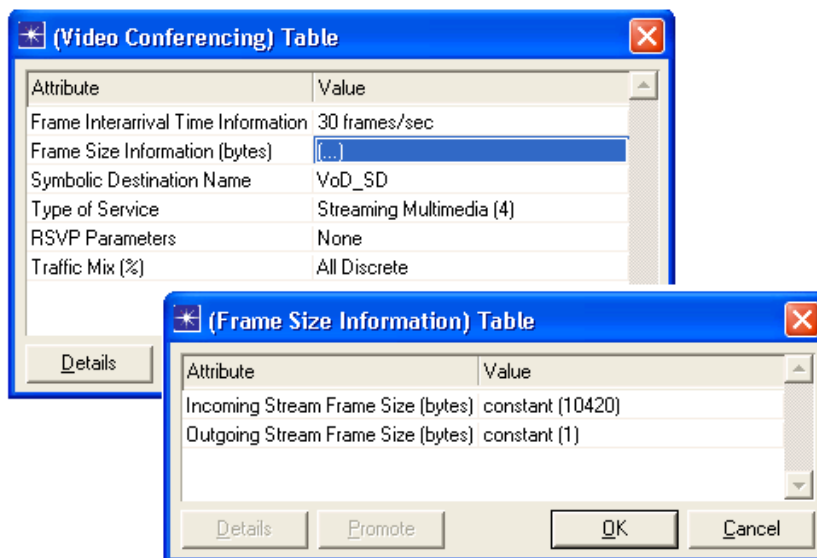 (Video Conferencing) Table
Attribute Value
Frame Interarrival Time Information 30 frames/sec
Frame Size Information (bytes) (...)
Symbolic Destination Name VoD_SD
Type of Service Streaming Multimedia (4)
RSVP Parameters None
Traffic Mix (%) All Discrete
Details
(Frame Size Information) Table
Attribute Value
Incoming Stream Frame Size (bytes) constant (10420)
Outgoing Stream Frame Size (bytes) constant (1)
Details Promote OK Cancel